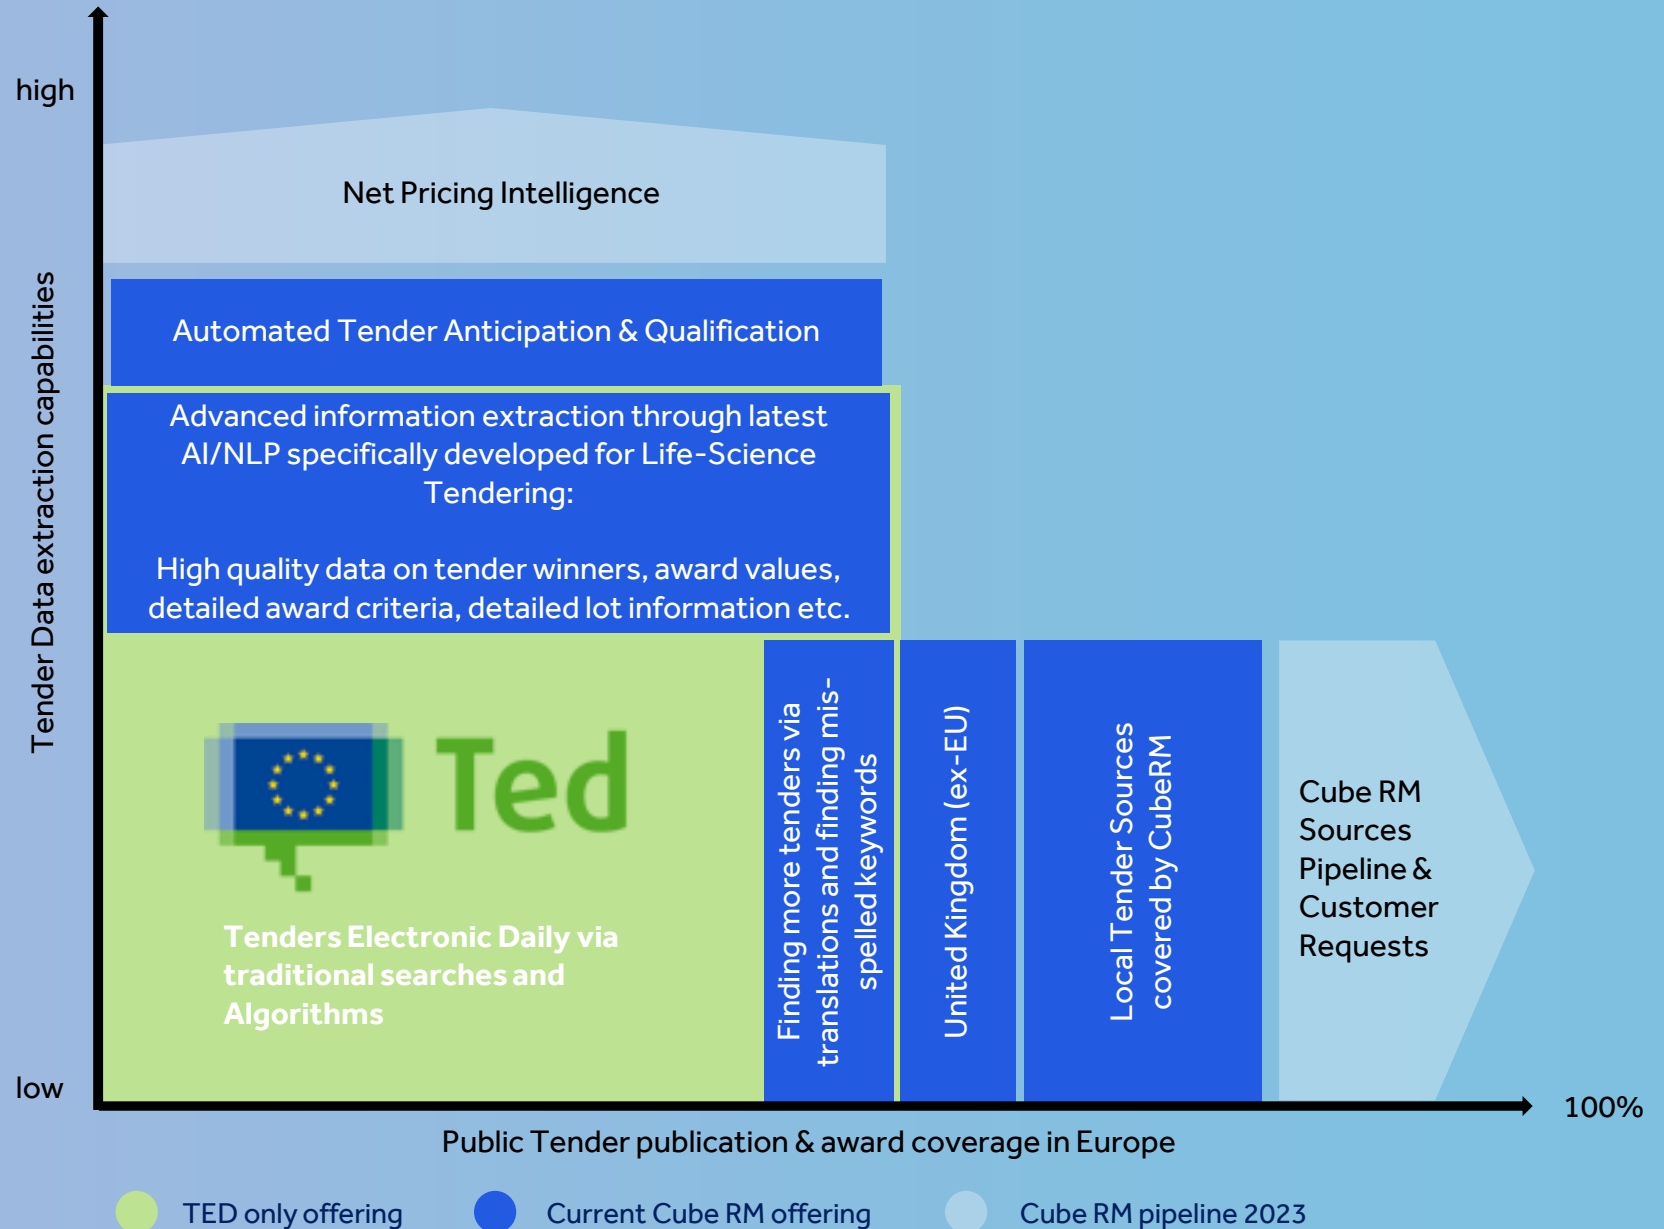 high
Net Pricing Intelligence
Automated Tender Anticipation & Qualification
Tender Data extraction capabilities
Advanced information extraction through latest
AI/NLP specifically developed for Life-Science
Tendering:
High quality data on tender winners, award values,
detailed award criteria, detailed lot information etc.
Ted
Tenders Electronic Daily via
traditional searches and
Algorithms
Finding more tenders via
translations and finding mis-
spelled keywords
United Kingdom (ex-EU)
Local Tender Sources
covered by CubeRM
Cube RM
Sources
Pipeline &
Customer
Requests
low
100%
Public Tender publication & award coverage in Europe
TED only offering
Current Cube RM offering
Cube RM pipeline 2023